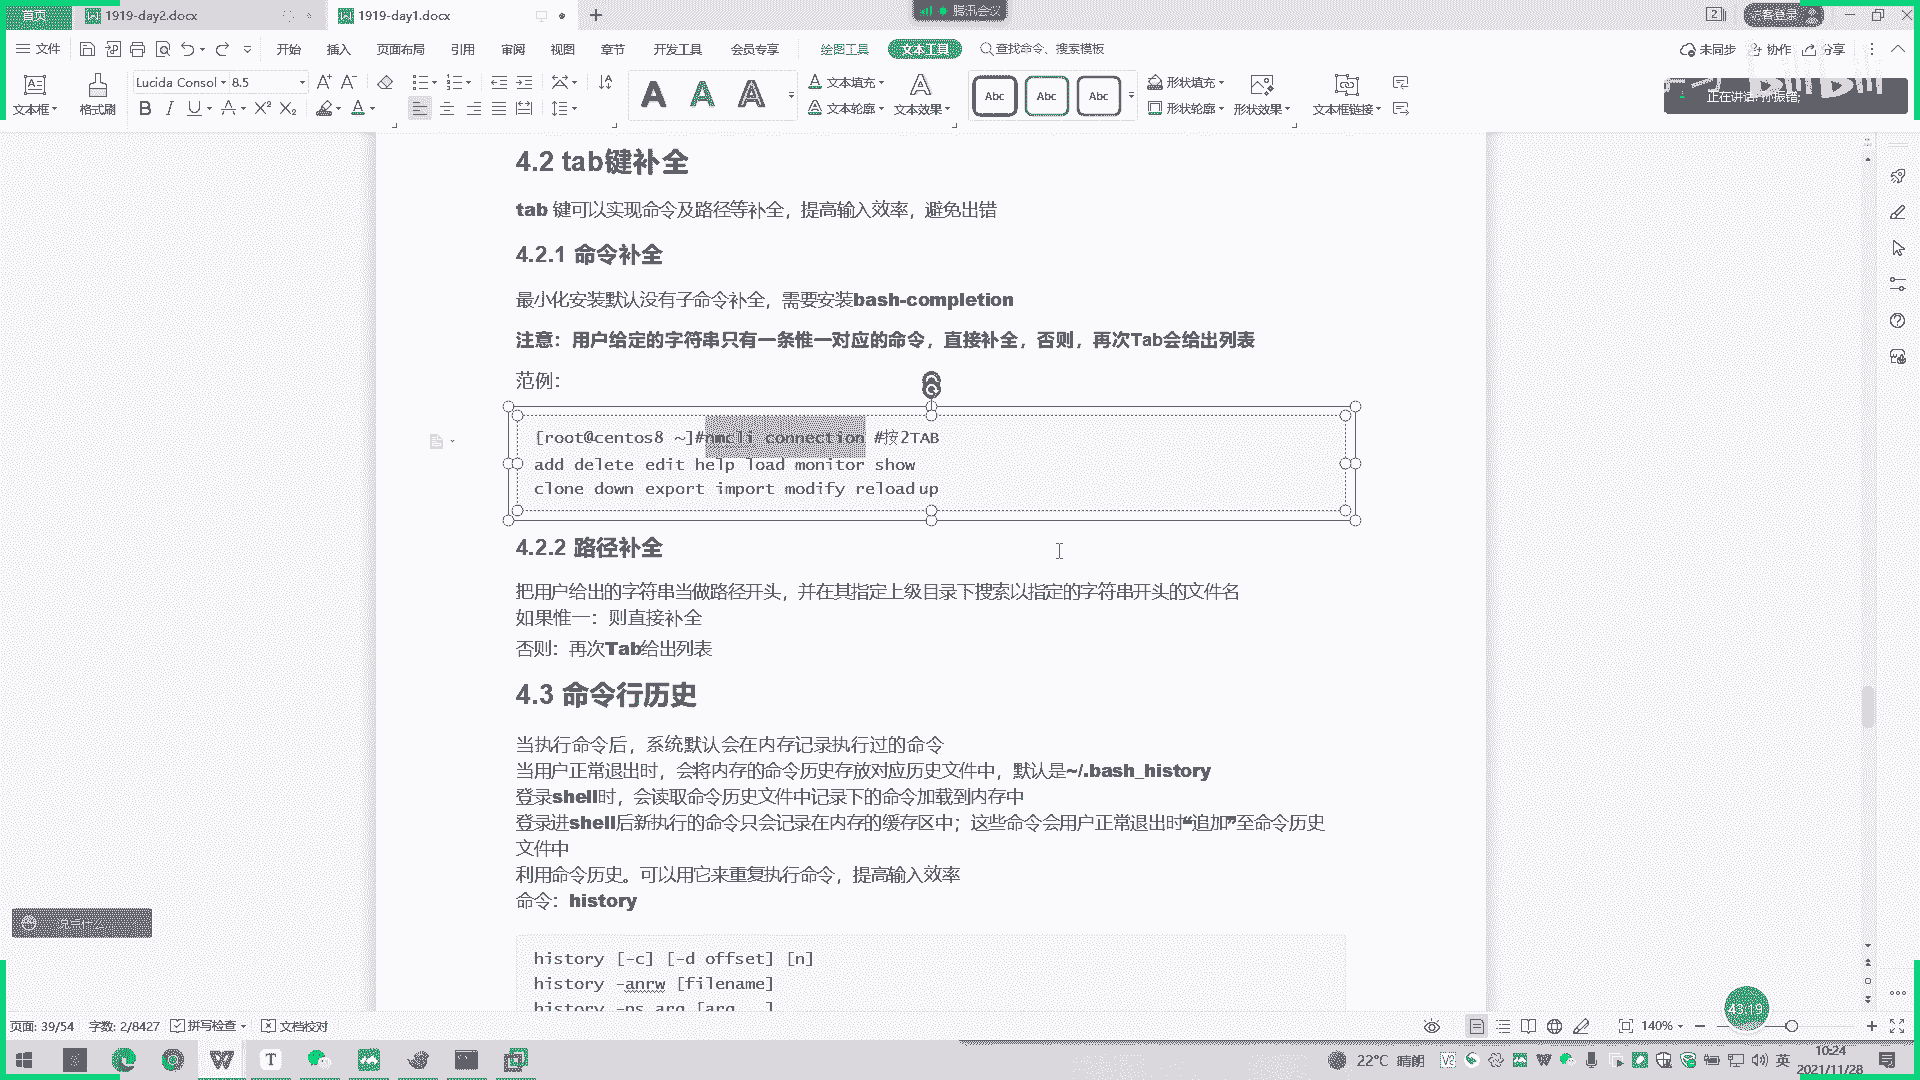 首页
1919-day2.docx
1919-day1.docx
腾讯会议
文件
开始
插入
页面布局
引用
审阅
视图
章节
开发工具
会员专享
绘图工具
文本工具
查找命令、搜索模板
未同步
协作
分享
文本框
格式刷
Lucida Consol
8.5
文本填充
文本轮廓
文本效果
Abc
Abc
Abc
形状填充
形状轮廓
形状效果
文本框链接
4.2 tab键补全
tab 键可以实现命令及路径等补全，提高输入效率，避免出错
4.2.1 命令补全
最小化安装默认没有子命令补全，需要安装bash-completion
注意：用户给定的字符串只有一条惟一对应的命令，直接补全，否则，再次Tab会给出列表
范例：
[root@centos8 ~]#nmcli connection #按2TAB
add delete edit help load monitor show
clone down export import modify reload up
4.2.2 路径补全
把用户给出的字符串当做路径开头，并在其指定上级目录下搜索以指定的字符串开头的文件名
如果惟一：则直接补全
否则：再次Tab给出列表
4.3 命令行历史
当执行命令后，系统默认会在内存记录执行过的命令
当用户正常退出时，会将内存的命令历史存放对应历史文件中，默认是~/.bash_history
登录shell时，会读取命令历史文件中记录下的命令加载到内存中
登录进shell后新执行的命令只会记录在内存的缓存区中；这些命令会用户正常退出时“追加”至命令历史
文件中
利用命令历史。可以用它来重复执行命令，提高输入效率
命令：history
history [-c] [-d offset] [n]
history -anrw [filename]
history -ps arg [arg...]
页面: 39/54
字数: 2/8427
拼写检查
文档校对
140%
43:19
22°C 晴朗
英
10:24
2021/11/28